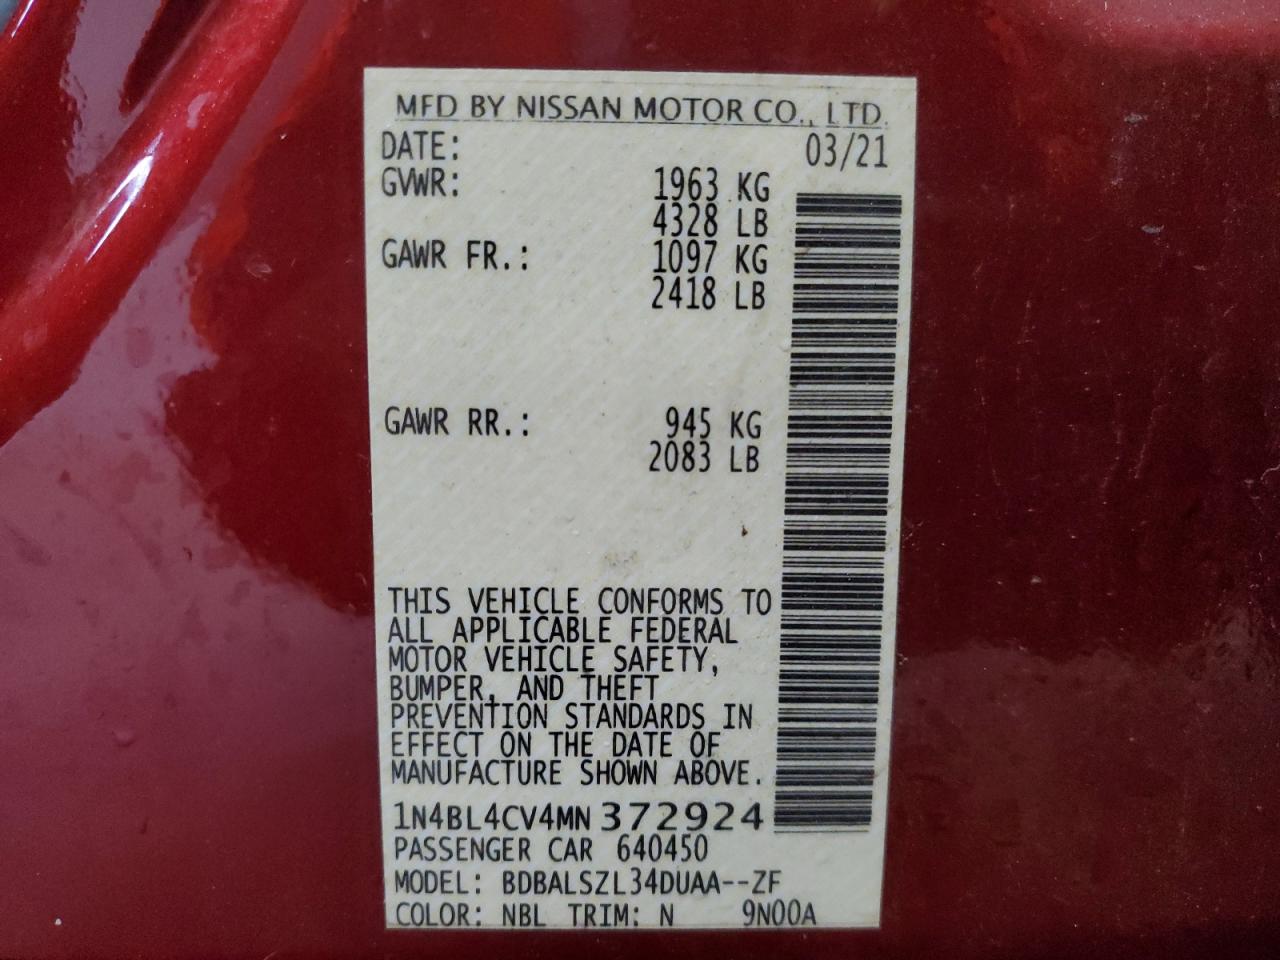 MFD BY NISSAN MOTOR CO., LTD.
DATE: 03/21
GVWR: 1963 KG
4328 LB
GAWR FR.: 1097 KG
2418 LB
GAWR RR.: 945 KG
2083 LB
THIS VEHICLE CONFORMS TO
ALL APPLICABLE FEDERAL
MOTOR VEHICLE SAFETY,
BUMPER, AND THEFT
PREVENTION STANDARDS IN
EFFECT ON THE DATE OF
MANUFACTURE SHOWN ABOVE.
1N4BL4CV4MN372924
PASSENGER CAR 640450
MODEL: BDBALSZL34DUAA--ZF
COLOR: NBL TRIM: N 9N00A